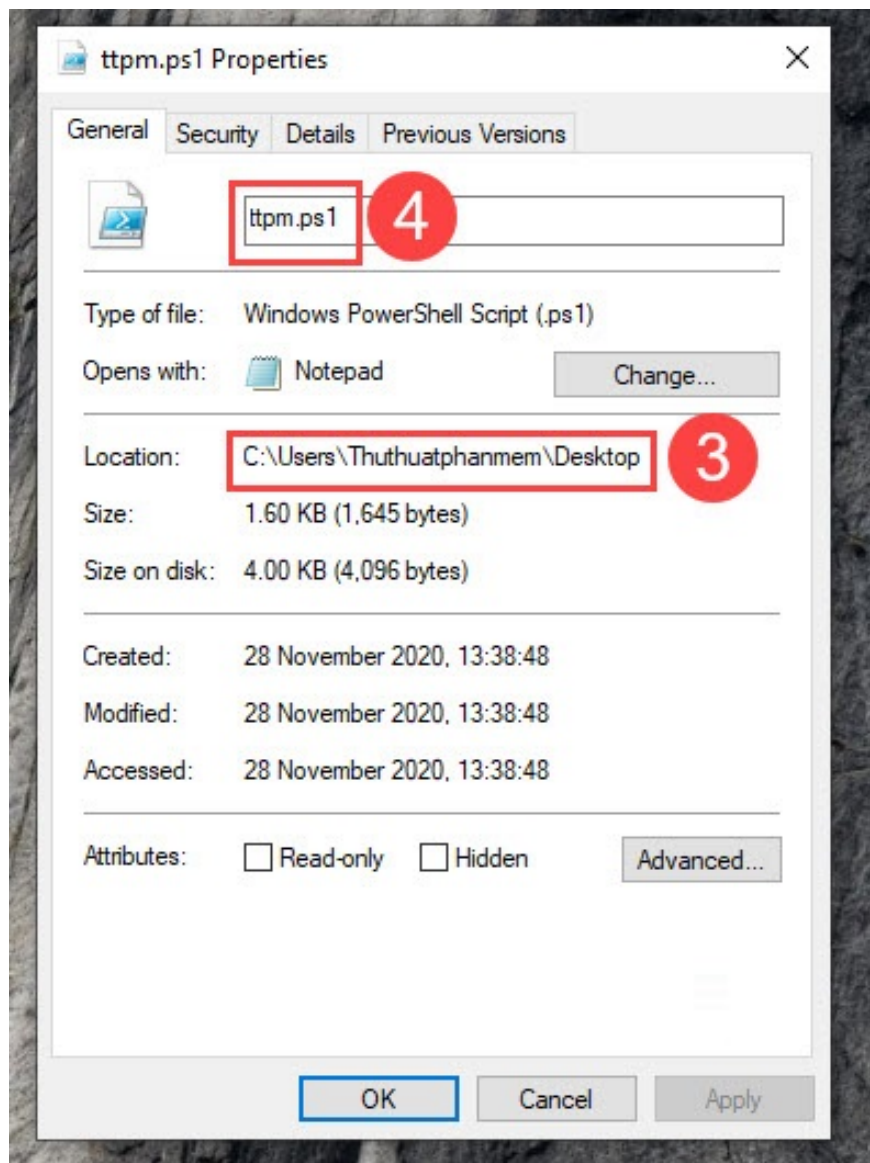 ttpm.ps1 Properties
General Security Details Previous Versions
ttpm.ps1 4
Type of file: Windows PowerShell Script (.ps1)
Opens with: Notepad Change...
Location: C:\Users\Thuthuatphanmem\Desktop 3
Size: 1.60 KB (1,645 bytes)
Size on disk: 4.00 KB (4,096 bytes)
Created: 28 November 2020, 13:38:48
Modified: 28 November 2020, 13:38:48
Accessed: 28 November 2020, 13:38:48
Attributes: Read-only Hidden Advanced...
OK Cancel Apply